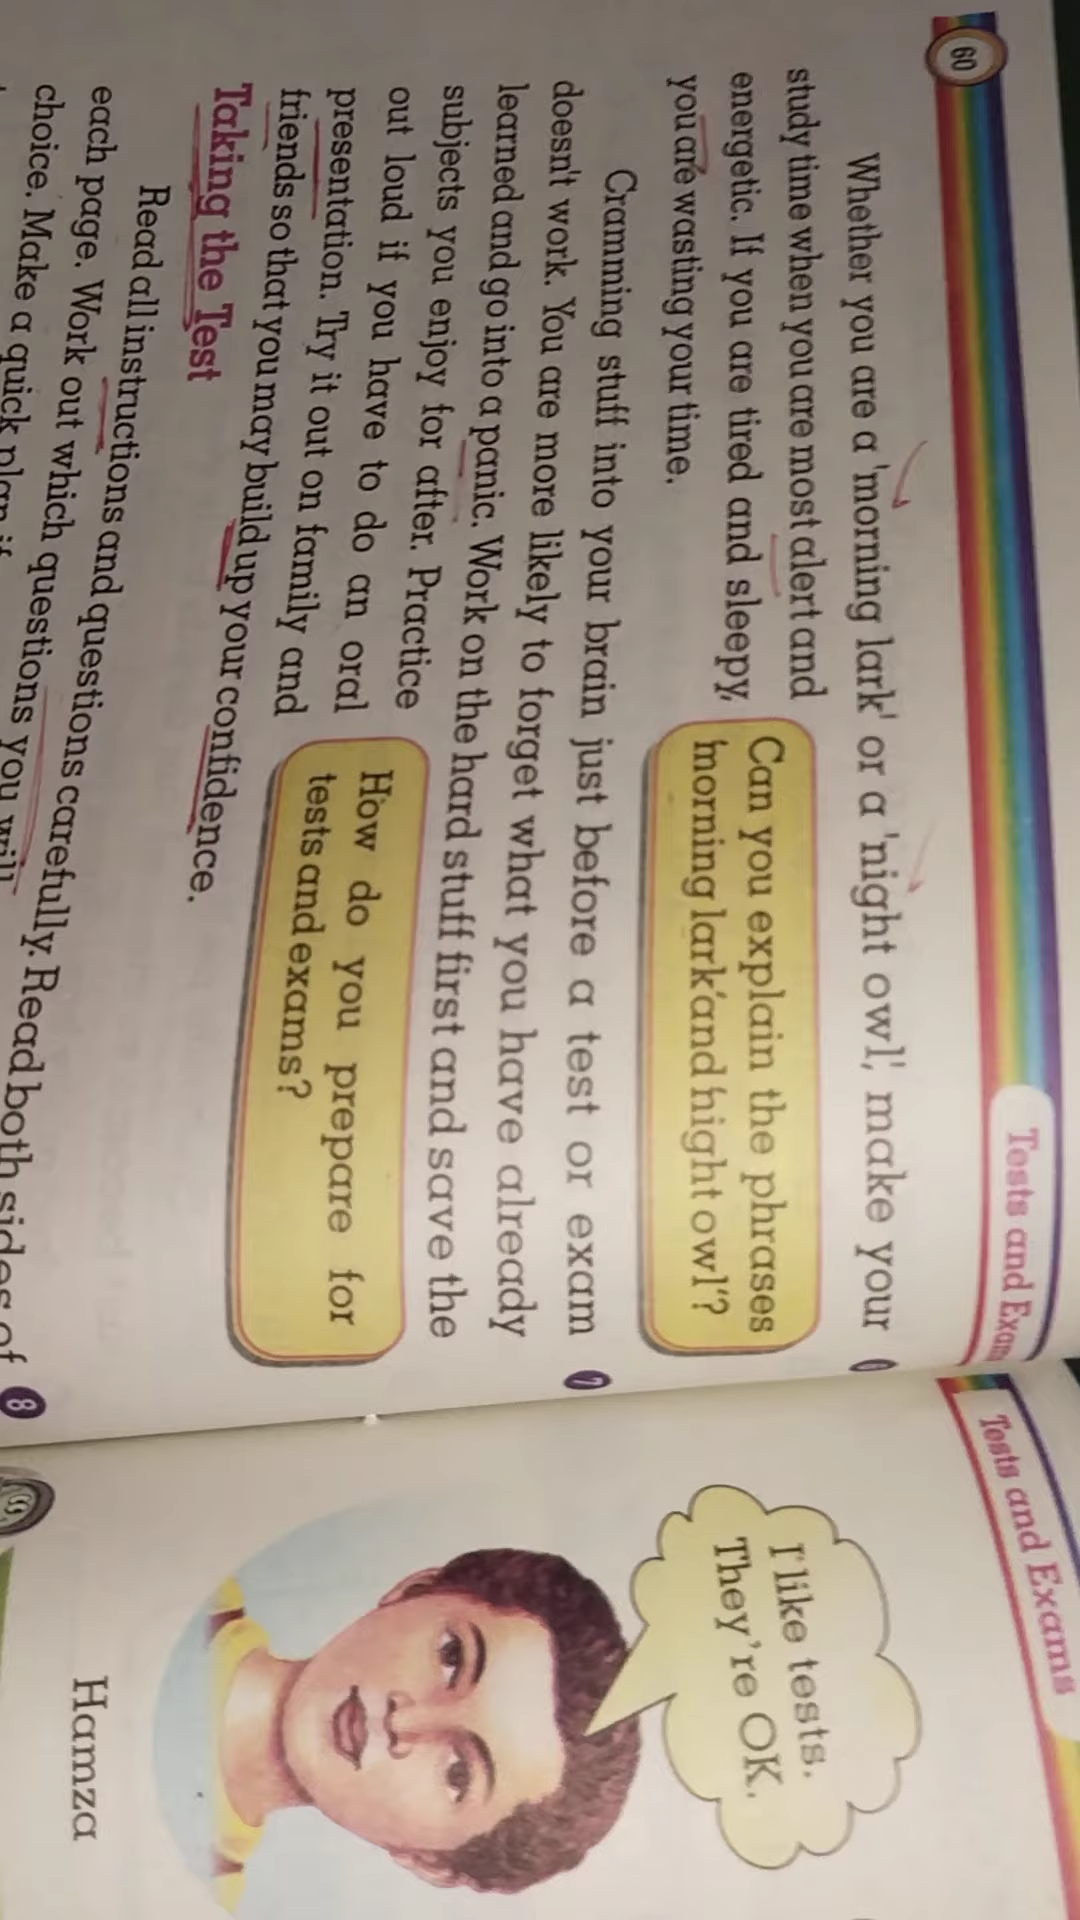 60
Tests and Exam
Whether you are a 'morning lark' or a 'night owl', make your
study time when you are most alert and
energetic. If you are tired and sleepy,
you are wasting your time.
Can you explain the phrases
'morning lark' and 'night owl'?
Cramming stuff into your brain just before a test or exam
7
doesn't work. You are more likely to forget what you have already
learned and go into a panic. Work on the hard stuff first and save the
subjects you enjoy for after. Practice
out loud if you have to do an oral
presentation. Try it out on family and
friends so that you may build up your confidence.
How do you prepare for
tests and exams?
Taking the Test
Read all instructions and questions carefully. Read both sides of
8
each page. Work out which questions you will
choice. Make a quick plan if
Tests and Exams
I like tests.
They're OK.
Hamza